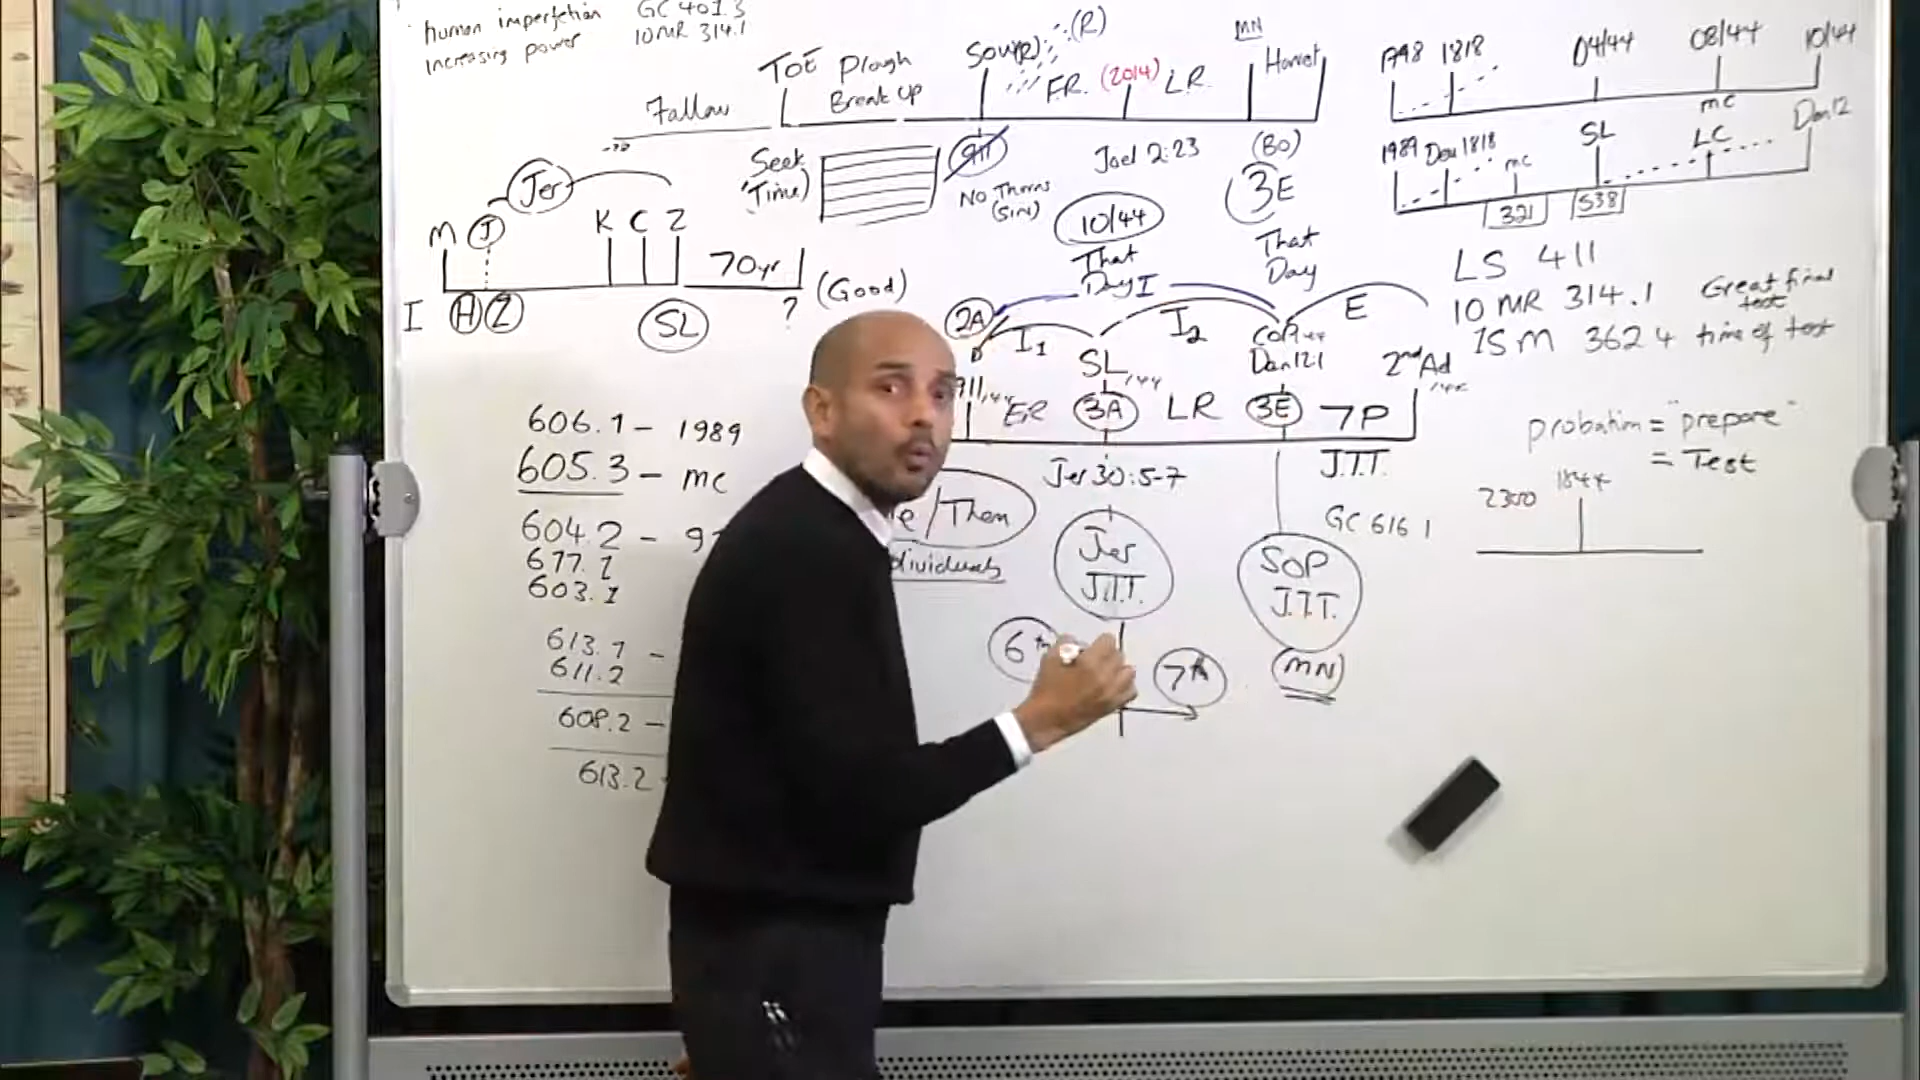 human imperfection
increasing power
GC 401.3
10MR 314.1
Fallow
TOE
Plough
Break up
Sow(R)
(R)
F.R.
(2014)
L.R.
MN
Harvest
Seek
Time)
911
No Thorns
(SIN)
Joel 2:23
(Bo)
3E
That
Day
10/44
That
Day I
1798 1818
04/44
08/44
10/44
mc
1989
Dan
1818
mc
SL
LC
Dan12
321
538
Jer
M
J
K C Z
70yr
(Good)
?
I
H
Z
SL
LS 411
10 MR 314.1
Great final
test
1SM 362 4
time of test
2A
I1
I2
E
SL
/44
Dan12:1
2nd Ad
911
ER
3A
LR
3E
7P
Jer 30:5-7
J.T.T.
GC 616 1
probation = "prepare"
= Test
2300
1844
606.1 - 1989
605.3 - mc
604.2 -
677.1
603.1
613.1 -
611.2
608.2 -
613.2
/Them
Jer
J.T.T.
SOP
J.T.T.
(MN)
6th
7th